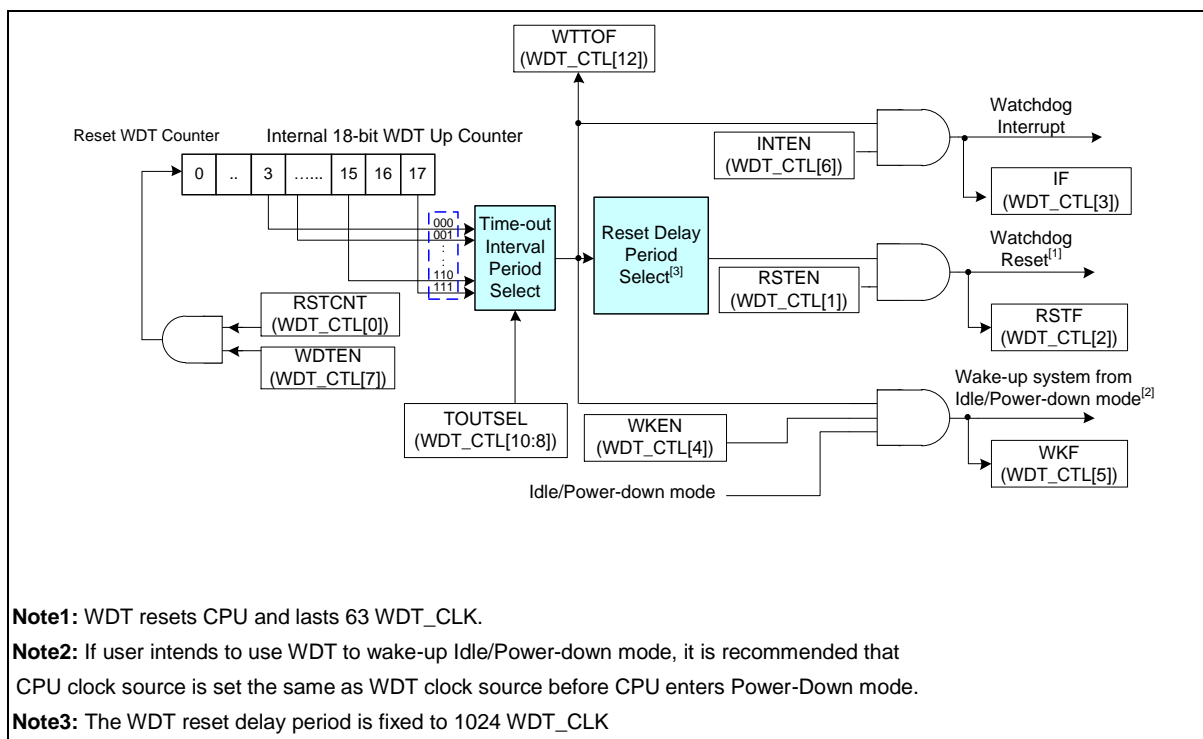 WTTOF
(WDT_CTL[12])
Reset WDT Counter
Internal 18-bit WDT Up Counter
0 .. 3 ...... 15 16 17
INTEN
(WDT_CTL[6])
Watchdog
Interrupt
IF
(WDT_CTL[3])
000
001
:
:
110
111
Time-out
Interval
Period
Select
Reset Delay
Period
Select[3]
RSTEN
(WDT_CTL[1])
Watchdog
Reset[1]
RSTF
(WDT_CTL[2])
RSTCNT
(WDT_CTL[0])
WDTEN
(WDT_CTL[7])
TOUTSEL
(WDT_CTL[10:8])
WKEN
(WDT_CTL[4])
Idle/Power-down mode
Wake-up system from
Idle/Power-down mode[2]
WKF
(WDT_CTL[5])
Note1: WDT resets CPU and lasts 63 WDT_CLK.
Note2: If user intends to use WDT to wake-up Idle/Power-down mode, it is recommended that
CPU clock source is set the same as WDT clock source before CPU enters Power-Down mode.
Note3: The WDT reset delay period is fixed to 1024 WDT_CLK